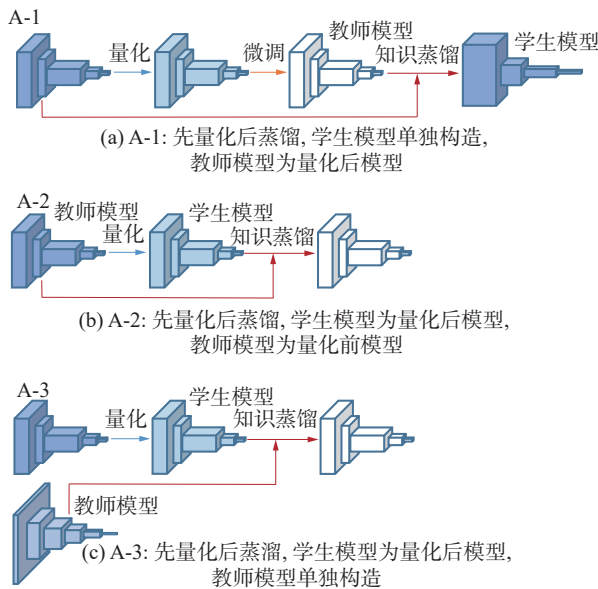 A-1
量化
微调
教师模型
知识蒸馏
学生模型
(a) A-1: 先量化后蒸馏, 学生模型单独构造,
教师模型为量化后模型
A-2
教师模型
量化
学生模型
知识蒸馏
(b) A-2: 先量化后蒸馏, 学生模型为量化后模型,
教师模型为量化前模型
A-3
量化
学生模型
知识蒸馏
教师模型
(c) A-3: 先量化后蒸溜, 学生模型为量化后模型,
教师模型单独构造